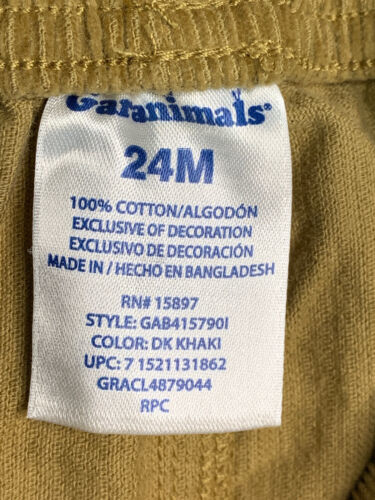 Garanimals®
24M
100% COTTON/ALGODÓN
EXCLUSIVE OF DECORATION
EXCLUSIVO DE DECORACIÓN
MADE IN / HECHO EN BANGLADESH
RN# 15897
STYLE: GAB415790I
COLOR: DK KHAKI
UPC: 7 1521131862
GRACL4879044
RPC